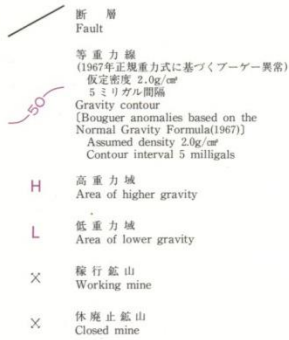 断層
Fault
等重力線
(1967年正規重力式に基づくブーゲー異常)
仮定密度 2.0g/cm³
5ミリガル間隔
50
Gravity contour
[Bouguer anomalies based on the
Normal Gravity Formula(1967)]
Assumed density 2.0g/cm³
Contour interval 5 milligals
H
高重力域
Area of higher gravity
L
低重力域
Area of lower gravity
稼行鉱山
Working mine
休廃止鉱山
Closed mine